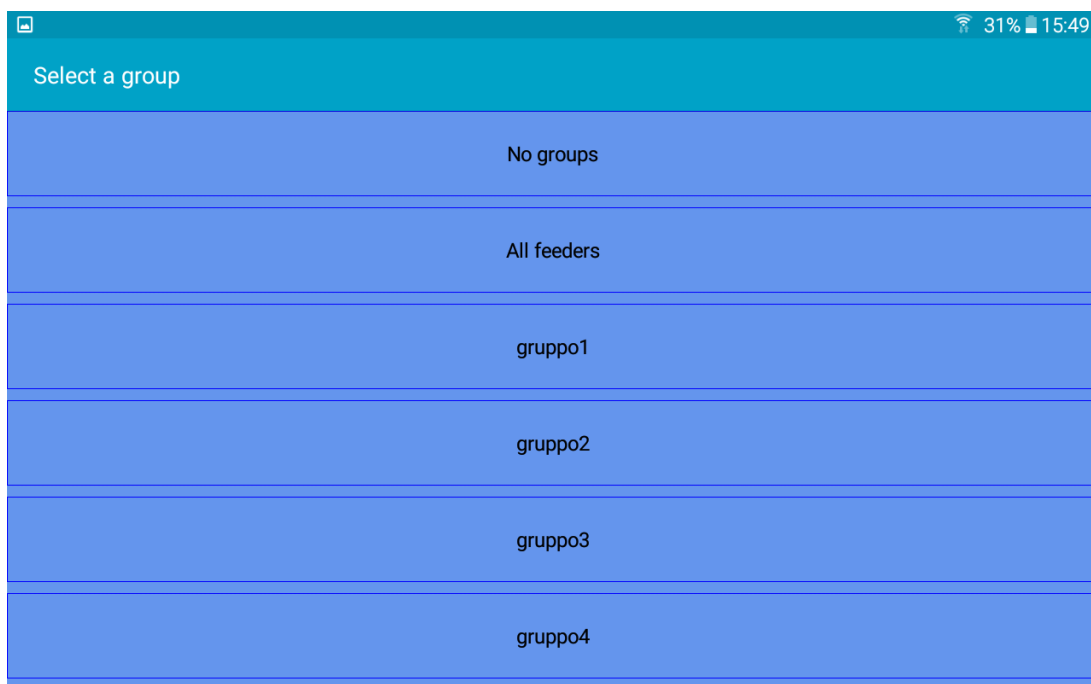 31% 15:49
Select a group
No groups
All feeders
gruppo1
gruppo2
gruppo3
gruppo4